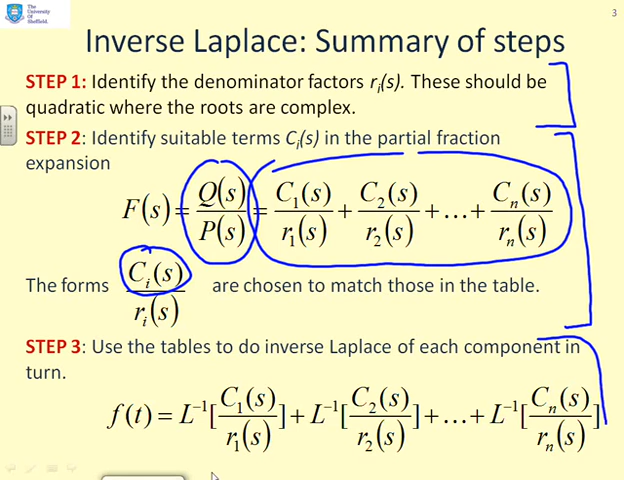 The
University
Of
Sheffield.
3
Inverse Laplace: Summary of steps
STEP 1: Identify the denominator factors rᵢ(s). These should be
quadratic where the roots are complex.
STEP 2: Identify suitable terms Cᵢ(s) in the partial fraction
expansion
F(s) = Q(s)/P(s) = C₁(s)/r₁(s) + C₂(s)/r₂(s) + … + Cₙ(s)/rₙ(s)
The forms Cᵢ(s)/rᵢ(s) are chosen to match those in the table.
STEP 3: Use the tables to do inverse Laplace of each component in
turn.
f(t) = L⁻¹[C₁(s)/r₁(s)] + L⁻¹[C₂(s)/r₂(s)] + … + L⁻¹[Cₙ(s)/rₙ(s)]